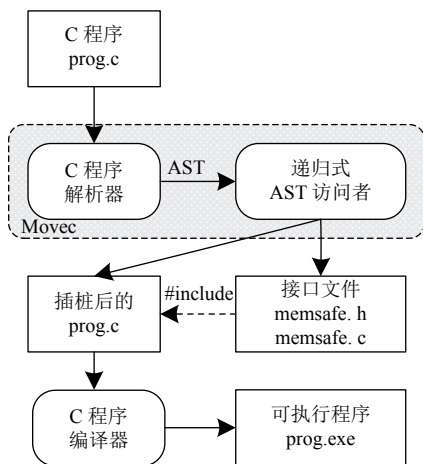 C 程序
prog.c
C 程序
解析器
AST
递归式
AST 访问者
Movec
插桩后的
prog.c
#include
接口文件
memsafe. h
memsafe. c
C 程序
编译器
可执行程序
prog.exe